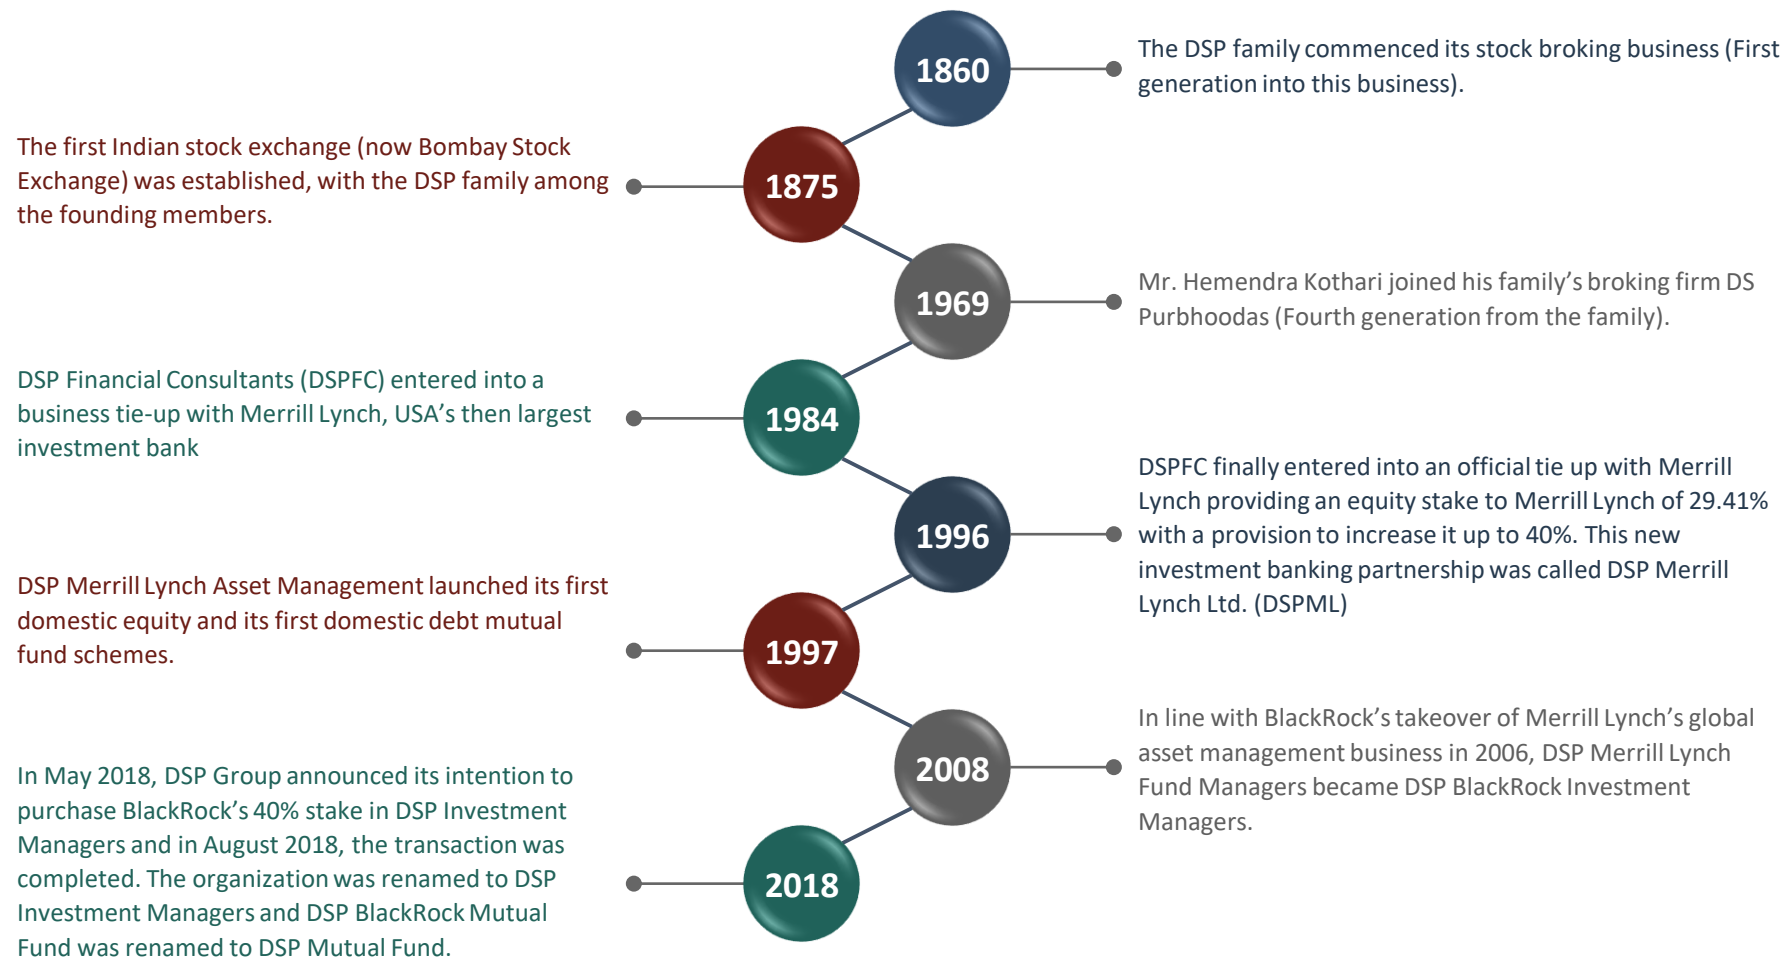 1860
The DSP family commenced its stock broking business (First
generation into this business).
The first Indian stock exchange (now Bombay Stock
Exchange) was established, with the DSP family among
the founding members.
1875
1969
Mr. Hemendra Kothari joined his family’s broking firm DS
Purbhoodas (Fourth generation from the family).
DSP Financial Consultants (DSPFC) entered into a
business tie-up with Merrill Lynch, USA’s then largest
investment bank
1984
1996
DSPFC finally entered into an official tie up with Merrill
Lynch providing an equity stake to Merrill Lynch of 29.41%
with a provision to increase it up to 40%. This new
investment banking partnership was called DSP Merrill
Lynch Ltd. (DSPML)
DSP Merrill Lynch Asset Management launched its first
domestic equity and its first domestic debt mutual
fund schemes.
1997
2008
In line with BlackRock’s takeover of Merrill Lynch’s global
asset management business in 2006, DSP Merrill Lynch
Fund Managers became DSP BlackRock Investment
Managers.
In May 2018, DSP Group announced its intention to
purchase BlackRock’s 40% stake in DSP Investment
Managers and in August 2018, the transaction was
completed. The organization was renamed to DSP
Investment Managers and DSP BlackRock Mutual
Fund was renamed to DSP Mutual Fund.
2018